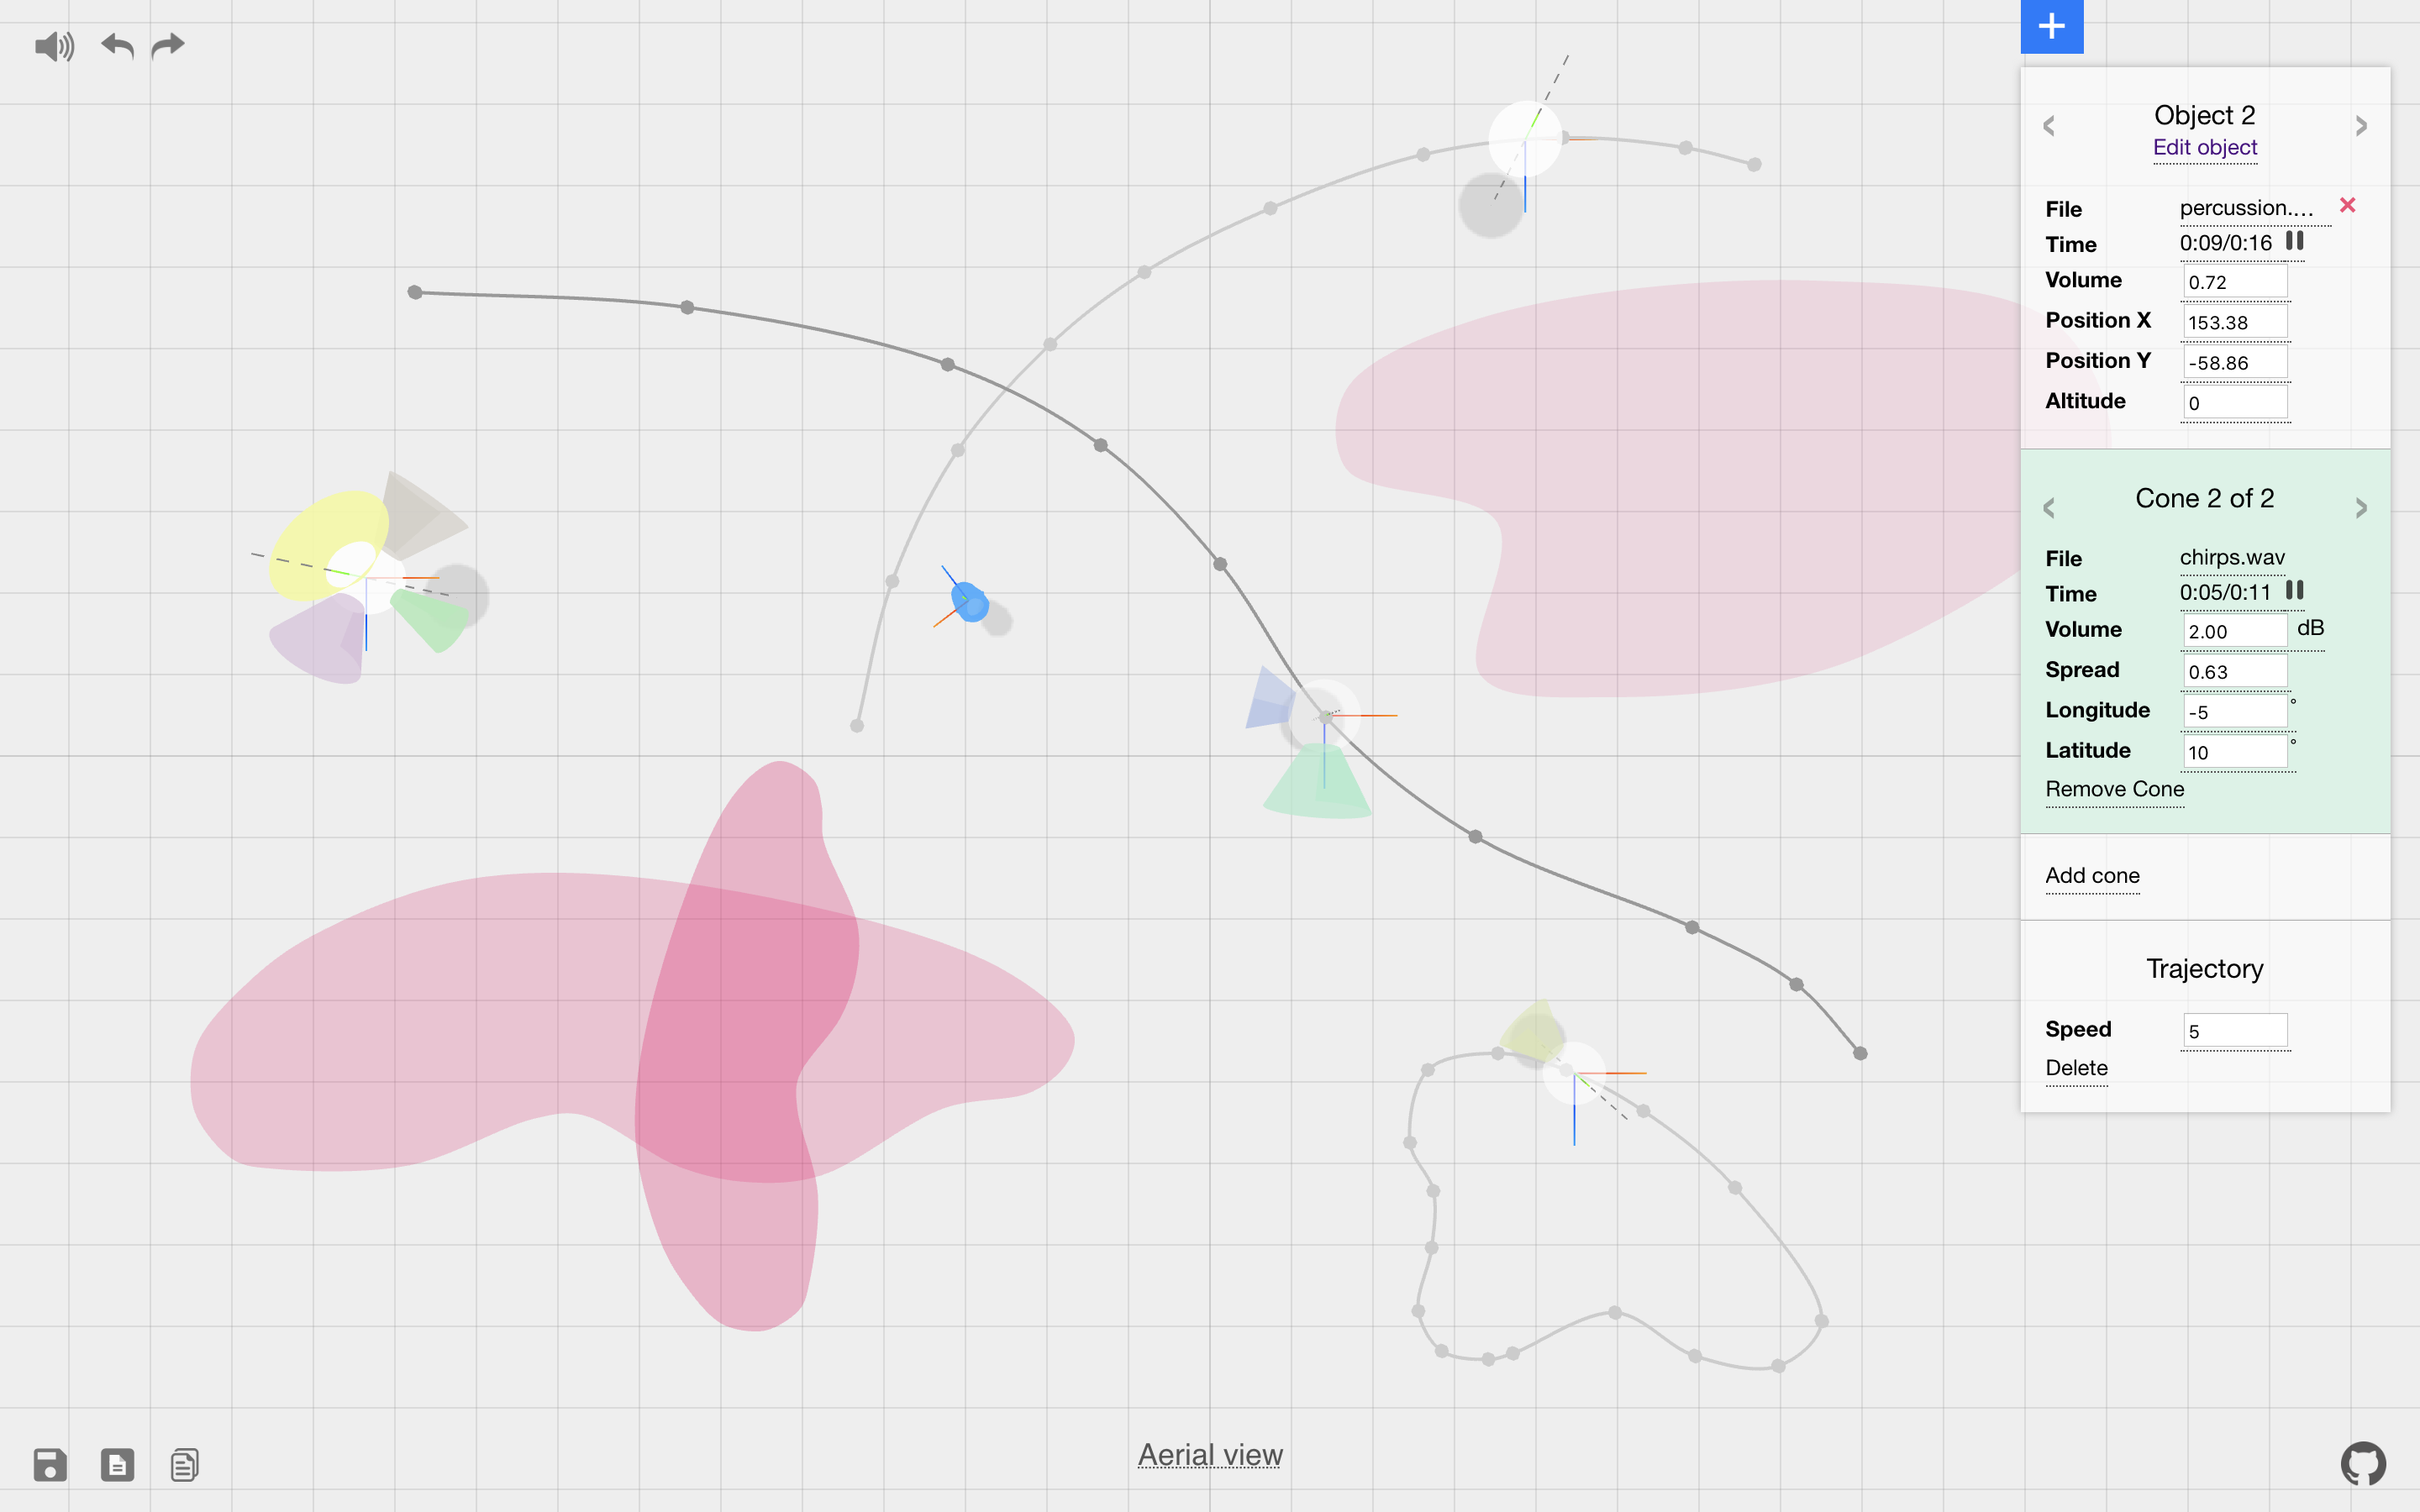 +
Object 2
Edit object
File percussion.... ×
Time 0:09/0:16
Volume 0.72
Position X 153.38
Position Y -58.86
Altitude 0
Cone 2 of 2
File chirps.wav
Time 0:05/0:11
Volume 2.00 dB
Spread 0.63
Longitude -5 °
Latitude 10 °
Remove Cone
Add cone
Trajectory
Speed 5
Delete
Aerial view